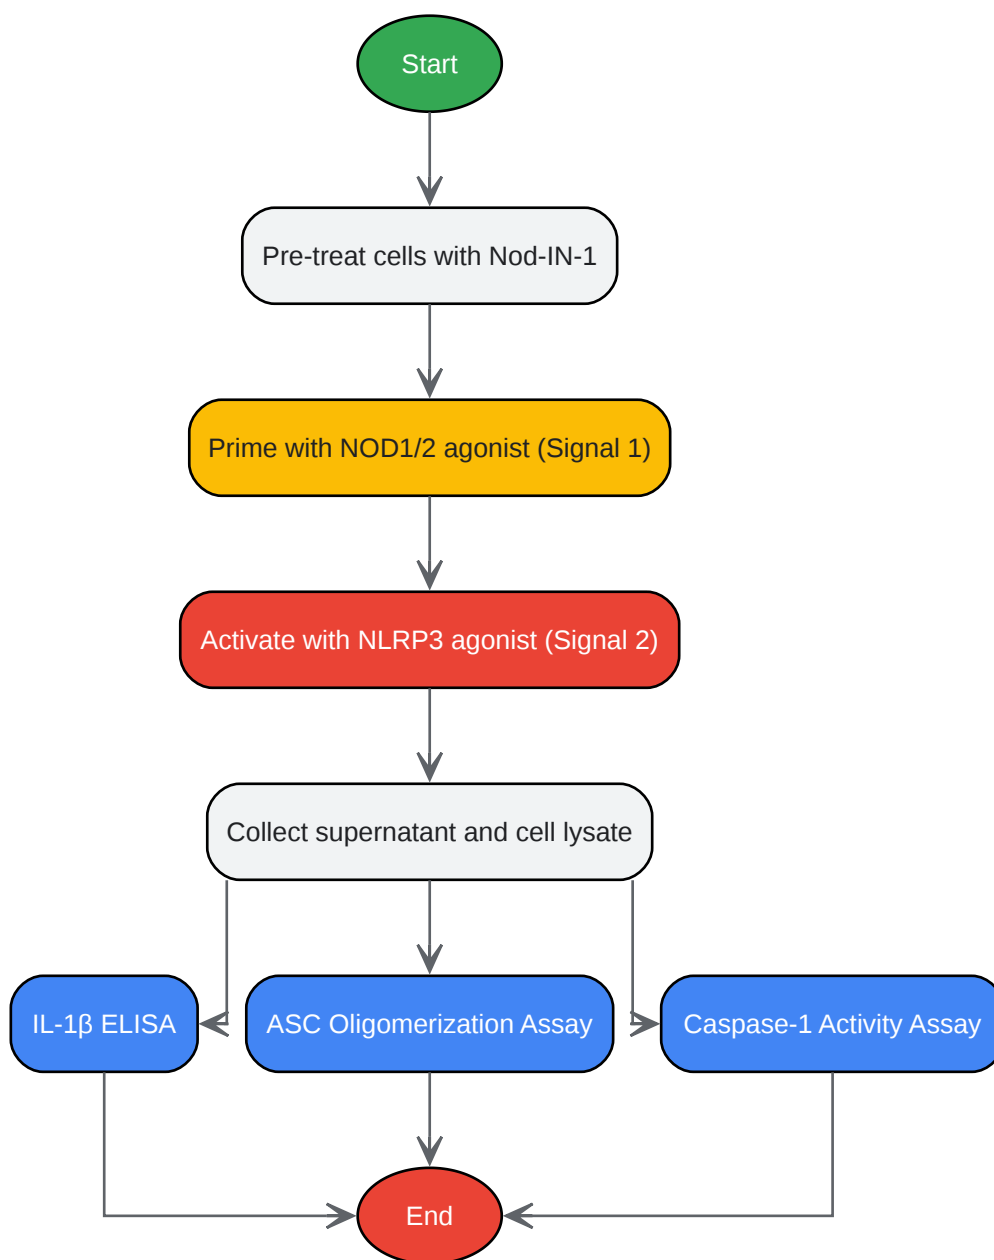 Start
Pre-treat cells with Nod-IN-1
Prime with NOD1/2 agonist (Signal 1)
Activate with NLRP3 agonist (Signal 2)
Collect supernatant and cell lysate
IL-1β ELISA
ASC Oligomerization Assay
Caspase-1 Activity Assay
End